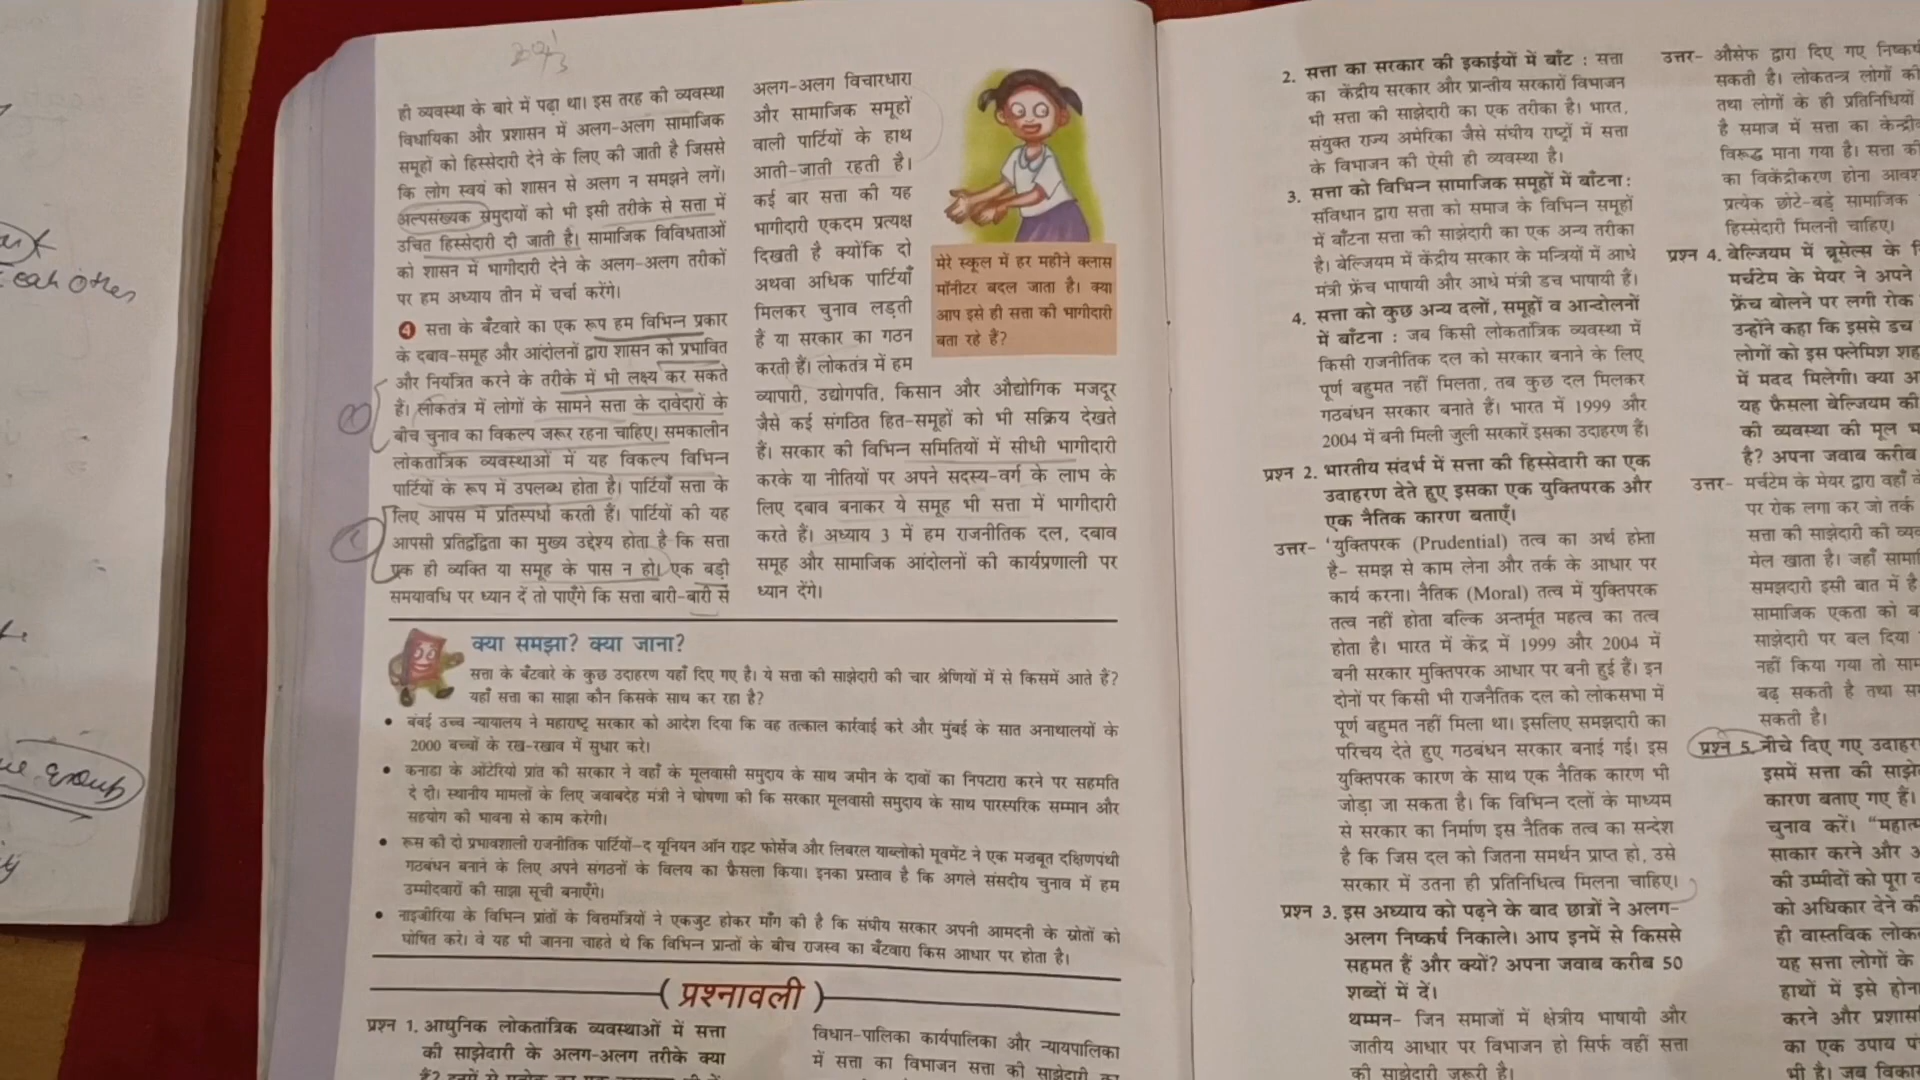 ही व्यवस्था के बारे में पढ़ा था। इस तरह की व्यवस्था
विधायिका और प्रशासन में अलग-अलग सामाजिक
समूहों को हिस्सेदारी देने के लिए की जाती है जिससे
कि लोग स्वयं को शासन से अलग न समझने लगें।
अल्पसंख्यक समुदायों को भी इसी तरीके से सत्ता में
उचित हिस्सेदारी दी जाती है। सामाजिक विविधताओं
को शासन में भागीदारी देने के अलग-अलग तरीकों
पर हम अध्याय तीन में चर्चा करेंगे।
4 सत्ता के बँटवारे का एक रूप हम विभिन्न प्रकार
के दबाव-समूह और आंदोलनों द्वारा शासन को प्रभावित
और नियंत्रित करने के तरीके में भी लक्ष्य कर सकते
हैं। लोकतंत्र में लोगों के सामने सत्ता के दावेदारों के
बीच चुनाव का विकल्प जरूर रहना चाहिए। समकालीन
लोकतांत्रिक व्यवस्थाओं में यह विकल्प विभिन्न
पार्टियों के रूप में उपलब्ध होता है। पार्टियाँ सत्ता के
लिए आपस में प्रतिस्पर्धा करती हैं। पार्टियों की यह
आपसी प्रतिद्वंद्विता का मुख्य उद्देश्य होता है कि सत्ता
एक ही व्यक्ति या समूह के पास न हो। एक बड़ी
समयावधि पर ध्यान दें तो पाएँगे कि सत्ता बारी-बारी से
अलग-अलग विचारधारा
और सामाजिक समूहों
वाली पार्टियों के हाथ
आती-जाती रहती है।
कई बार सत्ता की यह
भागीदारी एकदम प्रत्यक्ष
दिखती है क्योंकि दो
अथवा अधिक पार्टियाँ
मिलकर चुनाव लड़ती
हैं या सरकार का गठन
करती हैं। लोकतंत्र में हम
व्यापारी, उद्योगपति, किसान और औद्योगिक मजदूर
जैसे कई संगठित हित-समूहों को भी सक्रिय देखते
हैं। सरकार की विभिन्न समितियों में सीधी भागीदारी
करके या नीतियों पर अपने सदस्य-वर्ग के लाभ के
लिए दबाव बनाकर ये समूह भी सत्ता में भागीदारी
करते हैं। अध्याय 3 में हम राजनीतिक दल, दबाव
समूह और सामाजिक आंदोलनों की कार्यप्रणाली पर
ध्यान देंगे।
मेरे स्कूल में हर महीने क्लास
मॉनीटर बदल जाता है। क्या
आप इसे ही सत्ता की भागीदारी
बता रहे हैं?
क्या समझा? क्या जाना?
सत्ता के बँटवारे के कुछ उदाहरण यहाँ दिए गए है। ये सत्ता की साझेदारी की चार श्रेणियों में से किसमें आते हैं?
यहाँ सत्ता का साझा कौन किसके साथ कर रहा है?
• बंबई उच्च न्यायालय ने महाराष्ट्र सरकार को आदेश दिया कि वह तत्काल कार्रवाई करे और मुंबई के सात अनाथालयों के
2000 बच्चों के रख-रखाव में सुधार करे।
• कनाडा के ओंटेरियो प्रांत की सरकार ने वहाँ के मूलवासी समुदाय के साथ जमीन के दावों का निपटारा करने पर सहमति
दे दी। स्थानीय मामलों के लिए जवाबदेह मंत्री ने घोषणा की कि सरकार मूलवासी समुदाय के साथ पारस्परिक सम्मान और
सहयोग की भावना से काम करेगी।
• रूस की दो प्रभावशाली राजनीतिक पार्टियों-द यूनियन ऑन राइट फोर्सेज और लिबरल याब्लोको मूवमेंट ने एक मज़बूत दक्षिणपंथी
गठबंधन बनाने के लिए अपने संगठनों के विलय का फ़ैसला किया। इनका प्रस्ताव है कि अगले संसदीय चुनाव में हम
उम्मीदवारों की साझा सूची बनाएँगे।
• नाइजीरिया के विभिन्न प्रांतों के वित्तमंत्रियों ने एकजुट होकर माँग की है कि संघीय सरकार अपनी आमदनी के स्रोतों को
घोषित करे। वे यह भी जानना चाहते थे कि विभिन्न प्रान्तों के बीच राजस्व का बँटवारा किस आधार पर होता है।
( प्रश्नावली )
प्रश्न 1. आधुनिक लोकतांत्रिक व्यवस्थाओं में सत्ता
की साझेदारी के अलग-अलग तरीके क्या
विधान-पालिका कार्यपालिका और न्यायपालिका
में सत्ता का विभाजन सत्ता की साझेदारी का
2. सत्ता का सरकार की इकाईयों में बाँट : सत्ता
का केंद्रीय सरकार और प्रान्तीय सरकारों विभाजन
भी सत्ता की साझेदारी का एक तरीका है। भारत,
संयुक्त राज्य अमेरिका जैसे संघीय राष्ट्रों में सत्ता
के विभाजन की ऐसी ही व्यवस्था है।
3. सत्ता को विभिन्न सामाजिक समूहों में बाँटना :
संविधान द्वारा सत्ता को समाज के विभिन्न समूहों
में बाँटना सत्ता की साझेदारी का एक अन्य तरीका
है। बेल्जियम में केंद्रीय सरकार के मन्त्रियों में आधे
मंत्री फ्रेंच भाषायी और आधे मंत्री डच भाषायी हैं।
4. सत्ता को कुछ अन्य दलों, समूहों व आन्दोलनों
में बाँटना : जब किसी लोकतांत्रिक व्यवस्था में
किसी राजनीतिक दल को सरकार बनाने के लिए
पूर्ण बहुमत नहीं मिलता, तब कुछ दल मिलकर
गठबंधन सरकार बनाते हैं। भारत में 1999 और
2004 में बनी मिली जुली सरकारें इसका उदाहरण हैं।
प्रश्न 2. भारतीय संदर्भ में सत्ता की हिस्सेदारी का एक
उदाहरण देते हुए इसका एक युक्तिपरक और
एक नैतिक कारण बताएँ।
उत्तर- 'युक्तिपरक (Prudential) तत्व का अर्थ होता
है- समझ से काम लेना और तर्क के आधार पर
कार्य करना। नैतिक (Moral) तत्व में युक्तिपरक
तत्व नहीं होता बल्कि अन्तर्मूत महत्व का तत्व
होता है। भारत में केंद्र में 1999 और 2004 में
बनी सरकार मुक्तिपरक आधार पर बनी हुई हैं। इन
दोनों पर किसी भी राजनैतिक दल को लोकसभा में
पूर्ण बहुमत नहीं मिला था। इसलिए समझदारी का
परिचय देते हुए गठबंधन सरकार बनाई गई। इस
युक्तिपरक कारण के साथ एक नैतिक कारण भी
जोड़ा जा सकता है। कि विभिन्न दलों के माध्यम
से सरकार का निर्माण इस नैतिक तत्व का सन्देश
है कि जिस दल को जितना समर्थन प्राप्त हो, उसे
सरकार में उतना ही प्रतिनिधित्व मिलना चाहिए।
प्रश्न 3. इस अध्याय को पढ़ने के बाद छात्रों ने अलग-
अलग निष्कर्ष निकाले। आप इनमें से किससे
सहमत हैं और क्यों? अपना जवाब करीब 50
शब्दों में दें।
थम्मन- जिन समाजों में क्षेत्रीय भाषायी और
जातीय आधार पर विभाजन हो सिर्फ वहीं सत्ता
की साझेदारी जरूरी है।
उत्तर- औसेफ द्वारा दिए गए
सकती है। लोकतन्त्र लोगों की
तथा लोगों के ही प्रतिनिधियों
है समाज में सत्ता का
विरूद्ध माना गया है। सत्ता
का विकेंद्रीकरण होना
प्रत्येक छोटे-बड़े सामाजिक
हिस्सेदारी मिलनी चाहिए।
प्रश्न 4. बेल्जियम में ब्रूसेल्स के
मर्चटेम के मेयर ने अपने
फ्रेंच बोलने पर लगी रोक
उन्होंने कहा कि इससे डच
लोगों को इस फ्लेमिश
में मदद मिलेगी। क्या
यह फ़ैसला बेल्जियम की
की व्यवस्था की मूल
है? अपना जवाब करीब
उत्तर- मर्चटेम के मेयर द्वारा वहाँ
पर रोक लगा कर जो तर्क
सत्ता की साझेदारी की
मेल खाता है। जहाँ
समझदारी इसी बात में है
सामाजिक एकता को
साझेदारी पर बल दिया
नहीं किया गया तो
बढ़ सकती है तथा
सकती है।
प्रश्न 5. नीचे दिए गए
इसमें सत्ता की
कारण बताए गए हैं।
चुनाव करें।
साकार करने और
की उम्मीदों को पूरा
को अधिकार देने की
ही वास्तविक
यह सत्ता लोगों के
हाथों में इसे
करने और
का एक उपाय
भी है। जब
each other
group